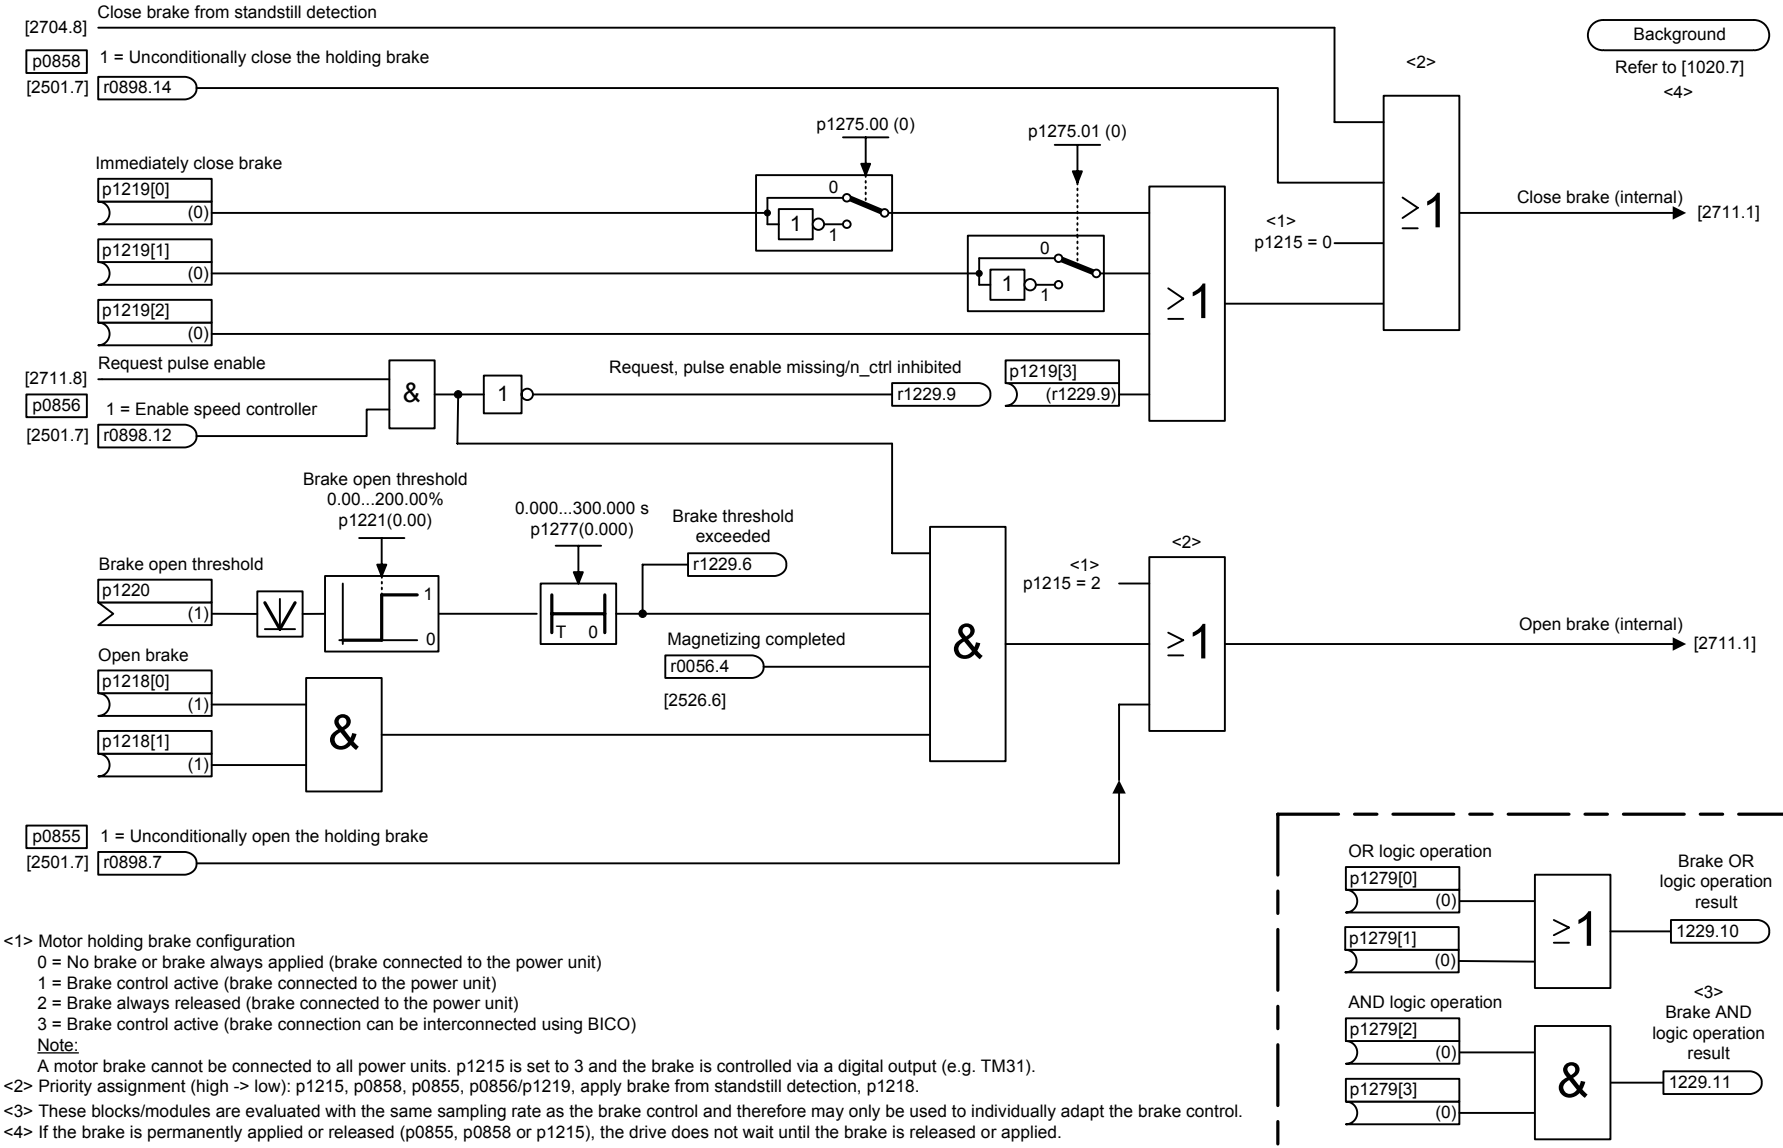 Close brake from standstill detection
[2704.8]
p0858 1 = Unconditionally close the holding brake
[2501.7] r0898.14
Background
Refer to [1020.7]
<4>
<2>
p1275.00 (0)
p1275.01 (0)
Immediately close brake
p1219[0]
(0)
0
1
1
p1219[1]
(0)
0
1
1
p1219[2]
(0)
≥1
<1>
p1215 = 0
≥1
Close brake (internal)
[2711.1]
Request pulse enable
[2711.8]
p0856 1 = Enable speed controller
[2501.7] r0898.12
&
1
Request, pulse enable missing/n_ctrl inhibited
r1229.9
p1219[3]
(r1229.9)
Brake open threshold
0.00...200.00%
p1221(0.00)
0.000...300.000 s
p1277(0.000)
Brake threshold
exceeded
r1229.6
Brake open threshold
p1220
(1)
1
0
T 0
Magnetizing completed
r0056.4
[2526.6]
&
<1>
p1215 = 2
<2>
≥1
Open brake (internal)
[2711.1]
Open brake
p1218[0]
(1)
p1218[1]
(1)
&
p0855 1 = Unconditionally open the holding brake
[2501.7] r0898.7
OR logic operation
p1279[0]
(0)
p1279[1]
(0)
≥1
Brake OR
logic operation
result
1229.10
AND logic operation
p1279[2]
(0)
p1279[3]
(0)
&
<3>
Brake AND
logic operation
result
1229.11
<1> Motor holding brake configuration
0 = No brake or brake always applied (brake connected to the power unit)
1 = Brake control active (brake connected to the power unit)
2 = Brake always released (brake connected to the power unit)
3 = Brake control active (brake connection can be interconnected using BICO)
Note:
A motor brake cannot be connected to all power units. p1215 is set to 3 and the brake is controlled via a digital output (e.g. TM31).
<2> Priority assignment (high -> low): p1215, p0858, p0855, p0856/p1219, apply brake from standstill detection, p1218.
<3> These blocks/modules are evaluated with the same sampling rate as the brake control and therefore may only be used to individually adapt the brake control.
<4> If the brake is permanently applied or released (p0855, p0858 or p1215), the drive does not wait until the brake is released or applied.